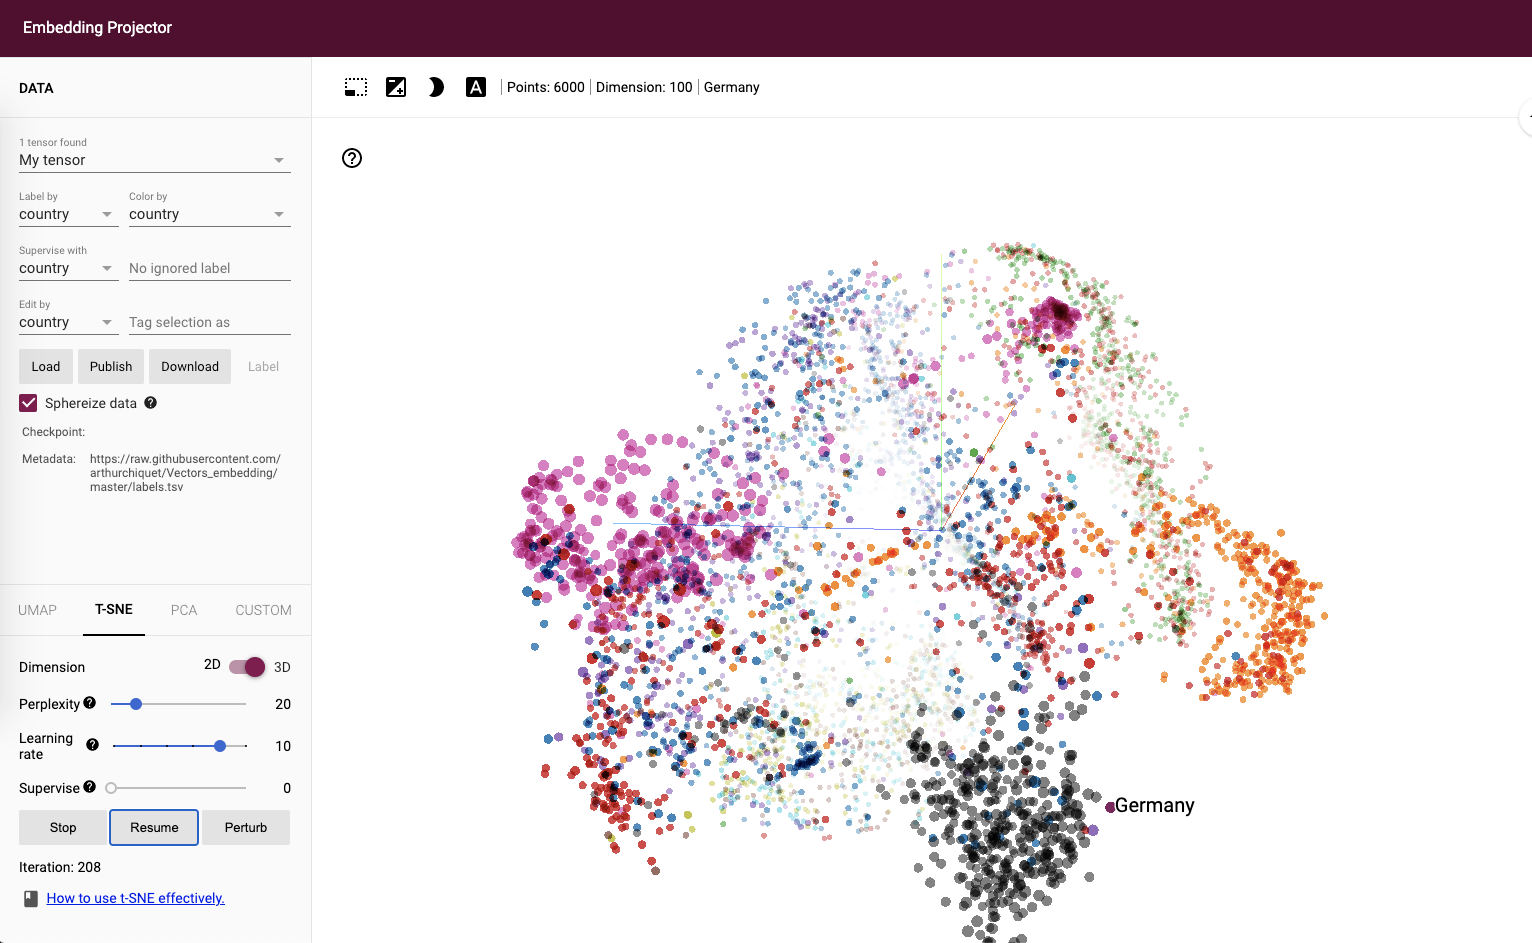 Embedding Projector
DATA
A
Points: 6000 | Dimension: 100 | Germany
1 tensor found
My tensor
Label by
Color by
country
country
Supervise with
country
No ignored label
Edit by
country
Tag selection as
Load
Publish
Download
Label
Sphereize data
Checkpoint:
Metadata:
https://raw.githubusercontent.com/
arthurchiquet/Vectors_embedding/
master/labels.tsv
UMAP
T-SNE
PCA
CUSTOM
Dimension
2D
3D
Perplexity
20
Learning
rate
10
Supervise
0
Stop
Resume
Perturb
Iteration: 208
How to use t-SNE effectively.
Germany